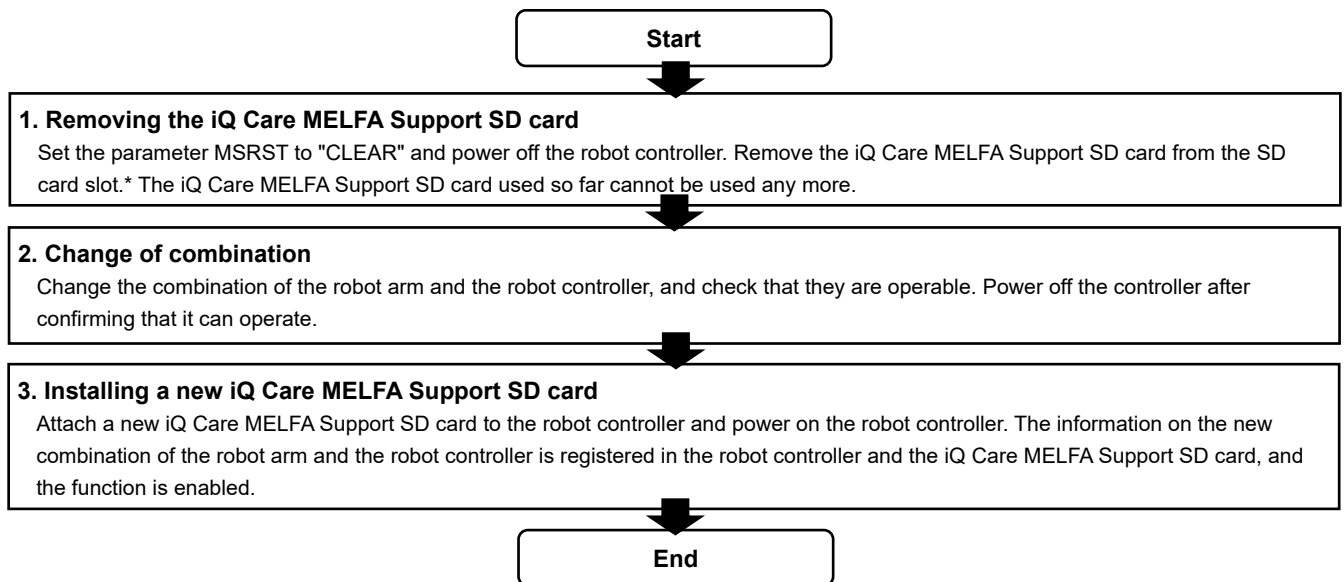 Start
1. Removing the iQ Care MELFA Support SD card
Set the parameter MSRST to "CLEAR" and power off the robot controller. Remove the iQ Care MELFA Support SD card from the SD
card slot.* The iQ Care MELFA Support SD card used so far cannot be used any more.
2. Change of combination
Change the combination of the robot arm and the robot controller, and check that they are operable. Power off the controller after
confirming that it can operate.
3. Installing a new iQ Care MELFA Support SD card
Attach a new iQ Care MELFA Support SD card to the robot controller and power on the robot controller. The information on the new
combination of the robot arm and the robot controller is registered in the robot controller and the iQ Care MELFA Support SD card, and
the function is enabled.
End